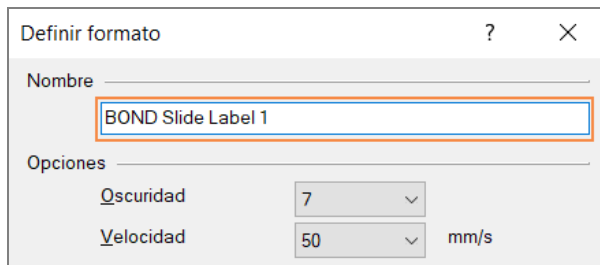 Definir formato ?
Nombre
BOND Slide Label 1
Opciones
Oscuridad 7
Velocidad 50 mm/s